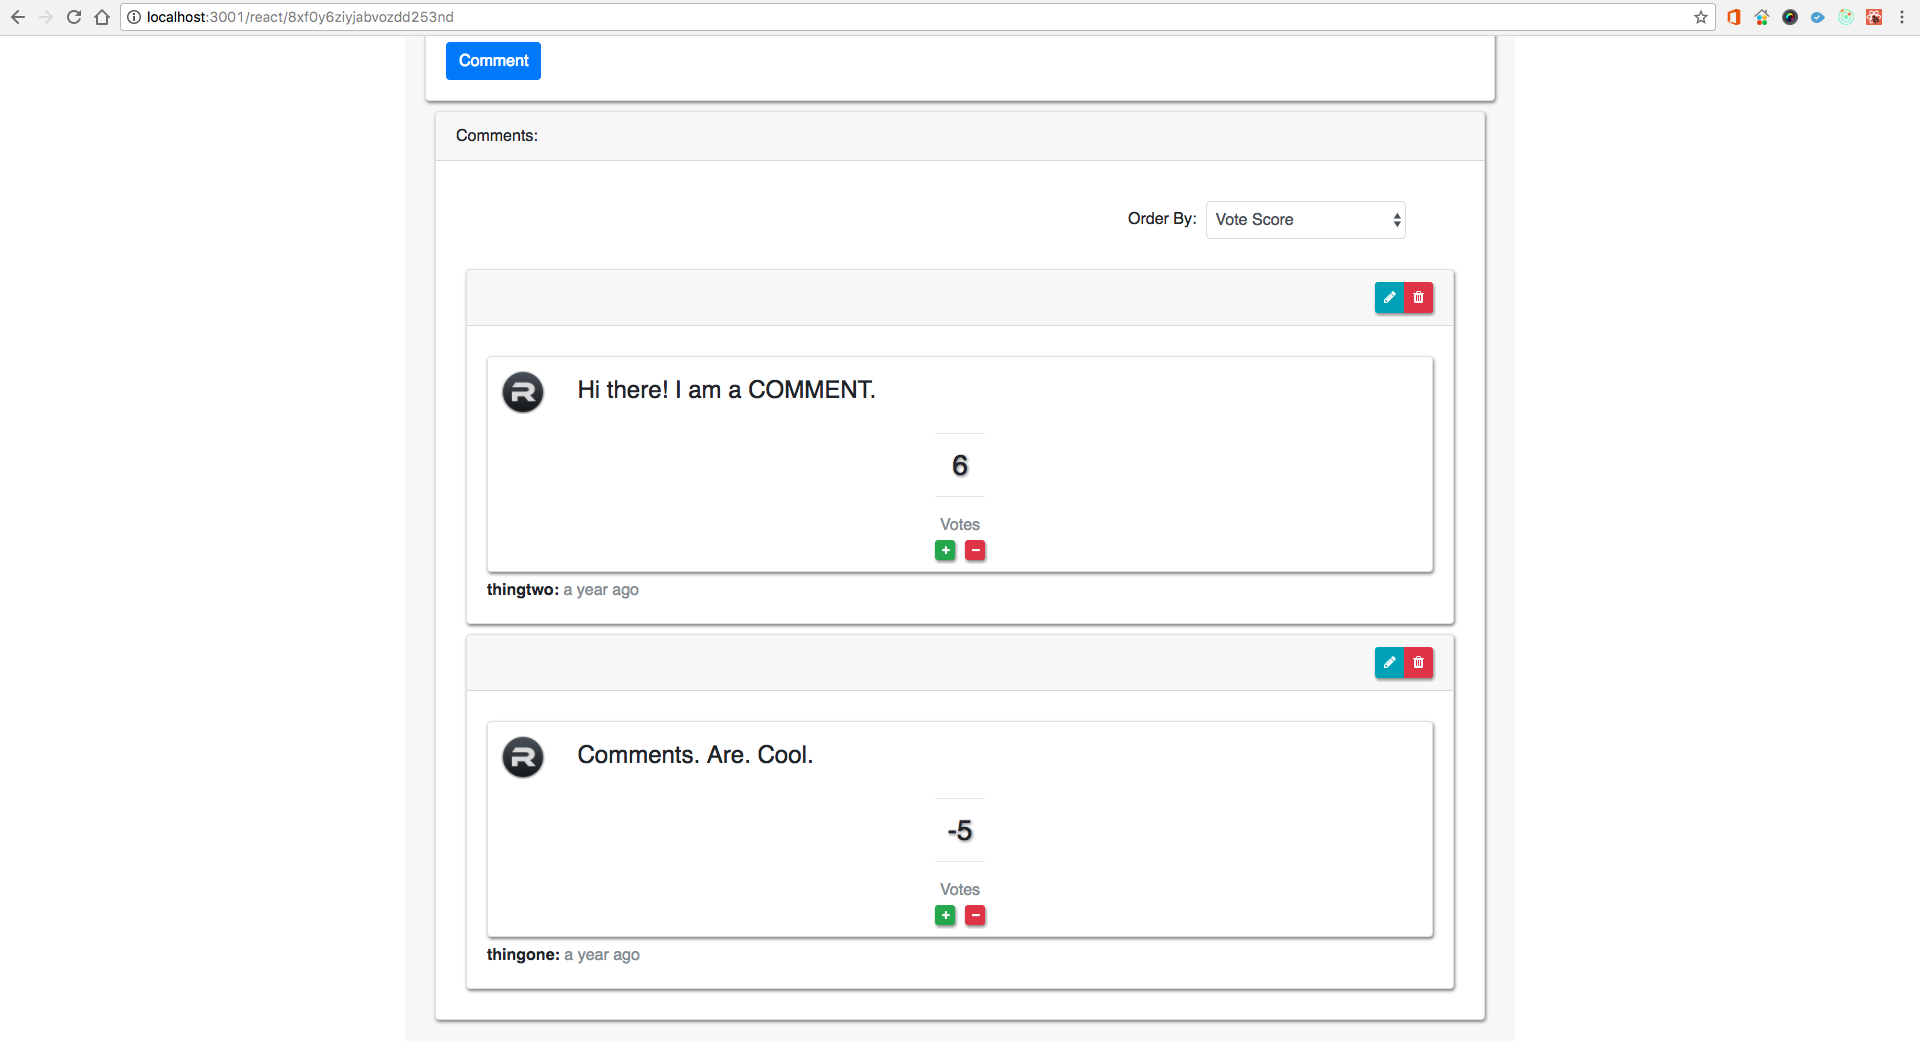 localhost:3001/react/8xf0y6ziyjabvozdd253nd
Comment
Comments:
Order By: Vote Score
R Hi there! I am a COMMENT.
6
Votes
+ −
thingtwo: a year ago
R Comments. Are. Cool.
-5
Votes
+ −
thingone: a year ago